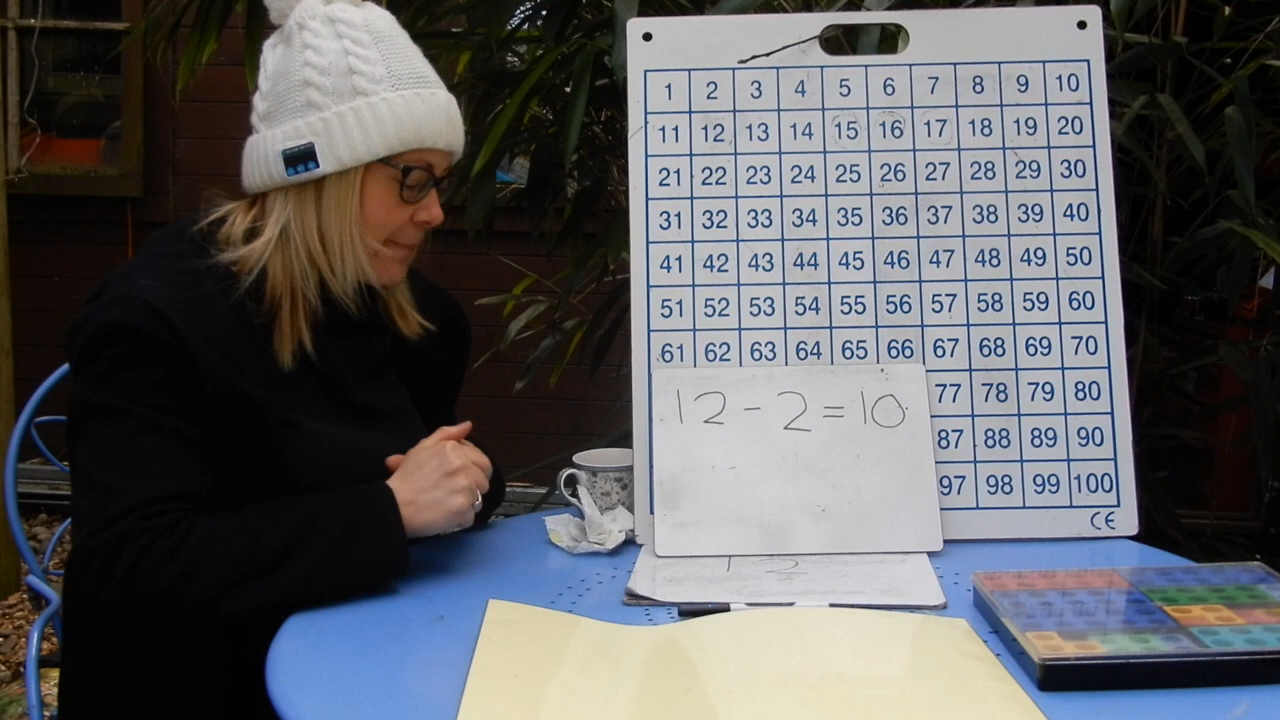 1 2 3 4 5 6 7 8 9 10
11 12 13 14 15 16 17 18 19 20
21 22 23 24 25 26 27 28 29 30
31 32 33 34 35 36 37 38 39 40
41 42 43 44 45 46 47 48 49 50
51 52 53 54 55 56 57 58 59 60
61 62 63 64 65 66 67 68 69 70
77 78 79 80
12 - 2 = 10
87 88 89 90
97 98 99 100
CE
12